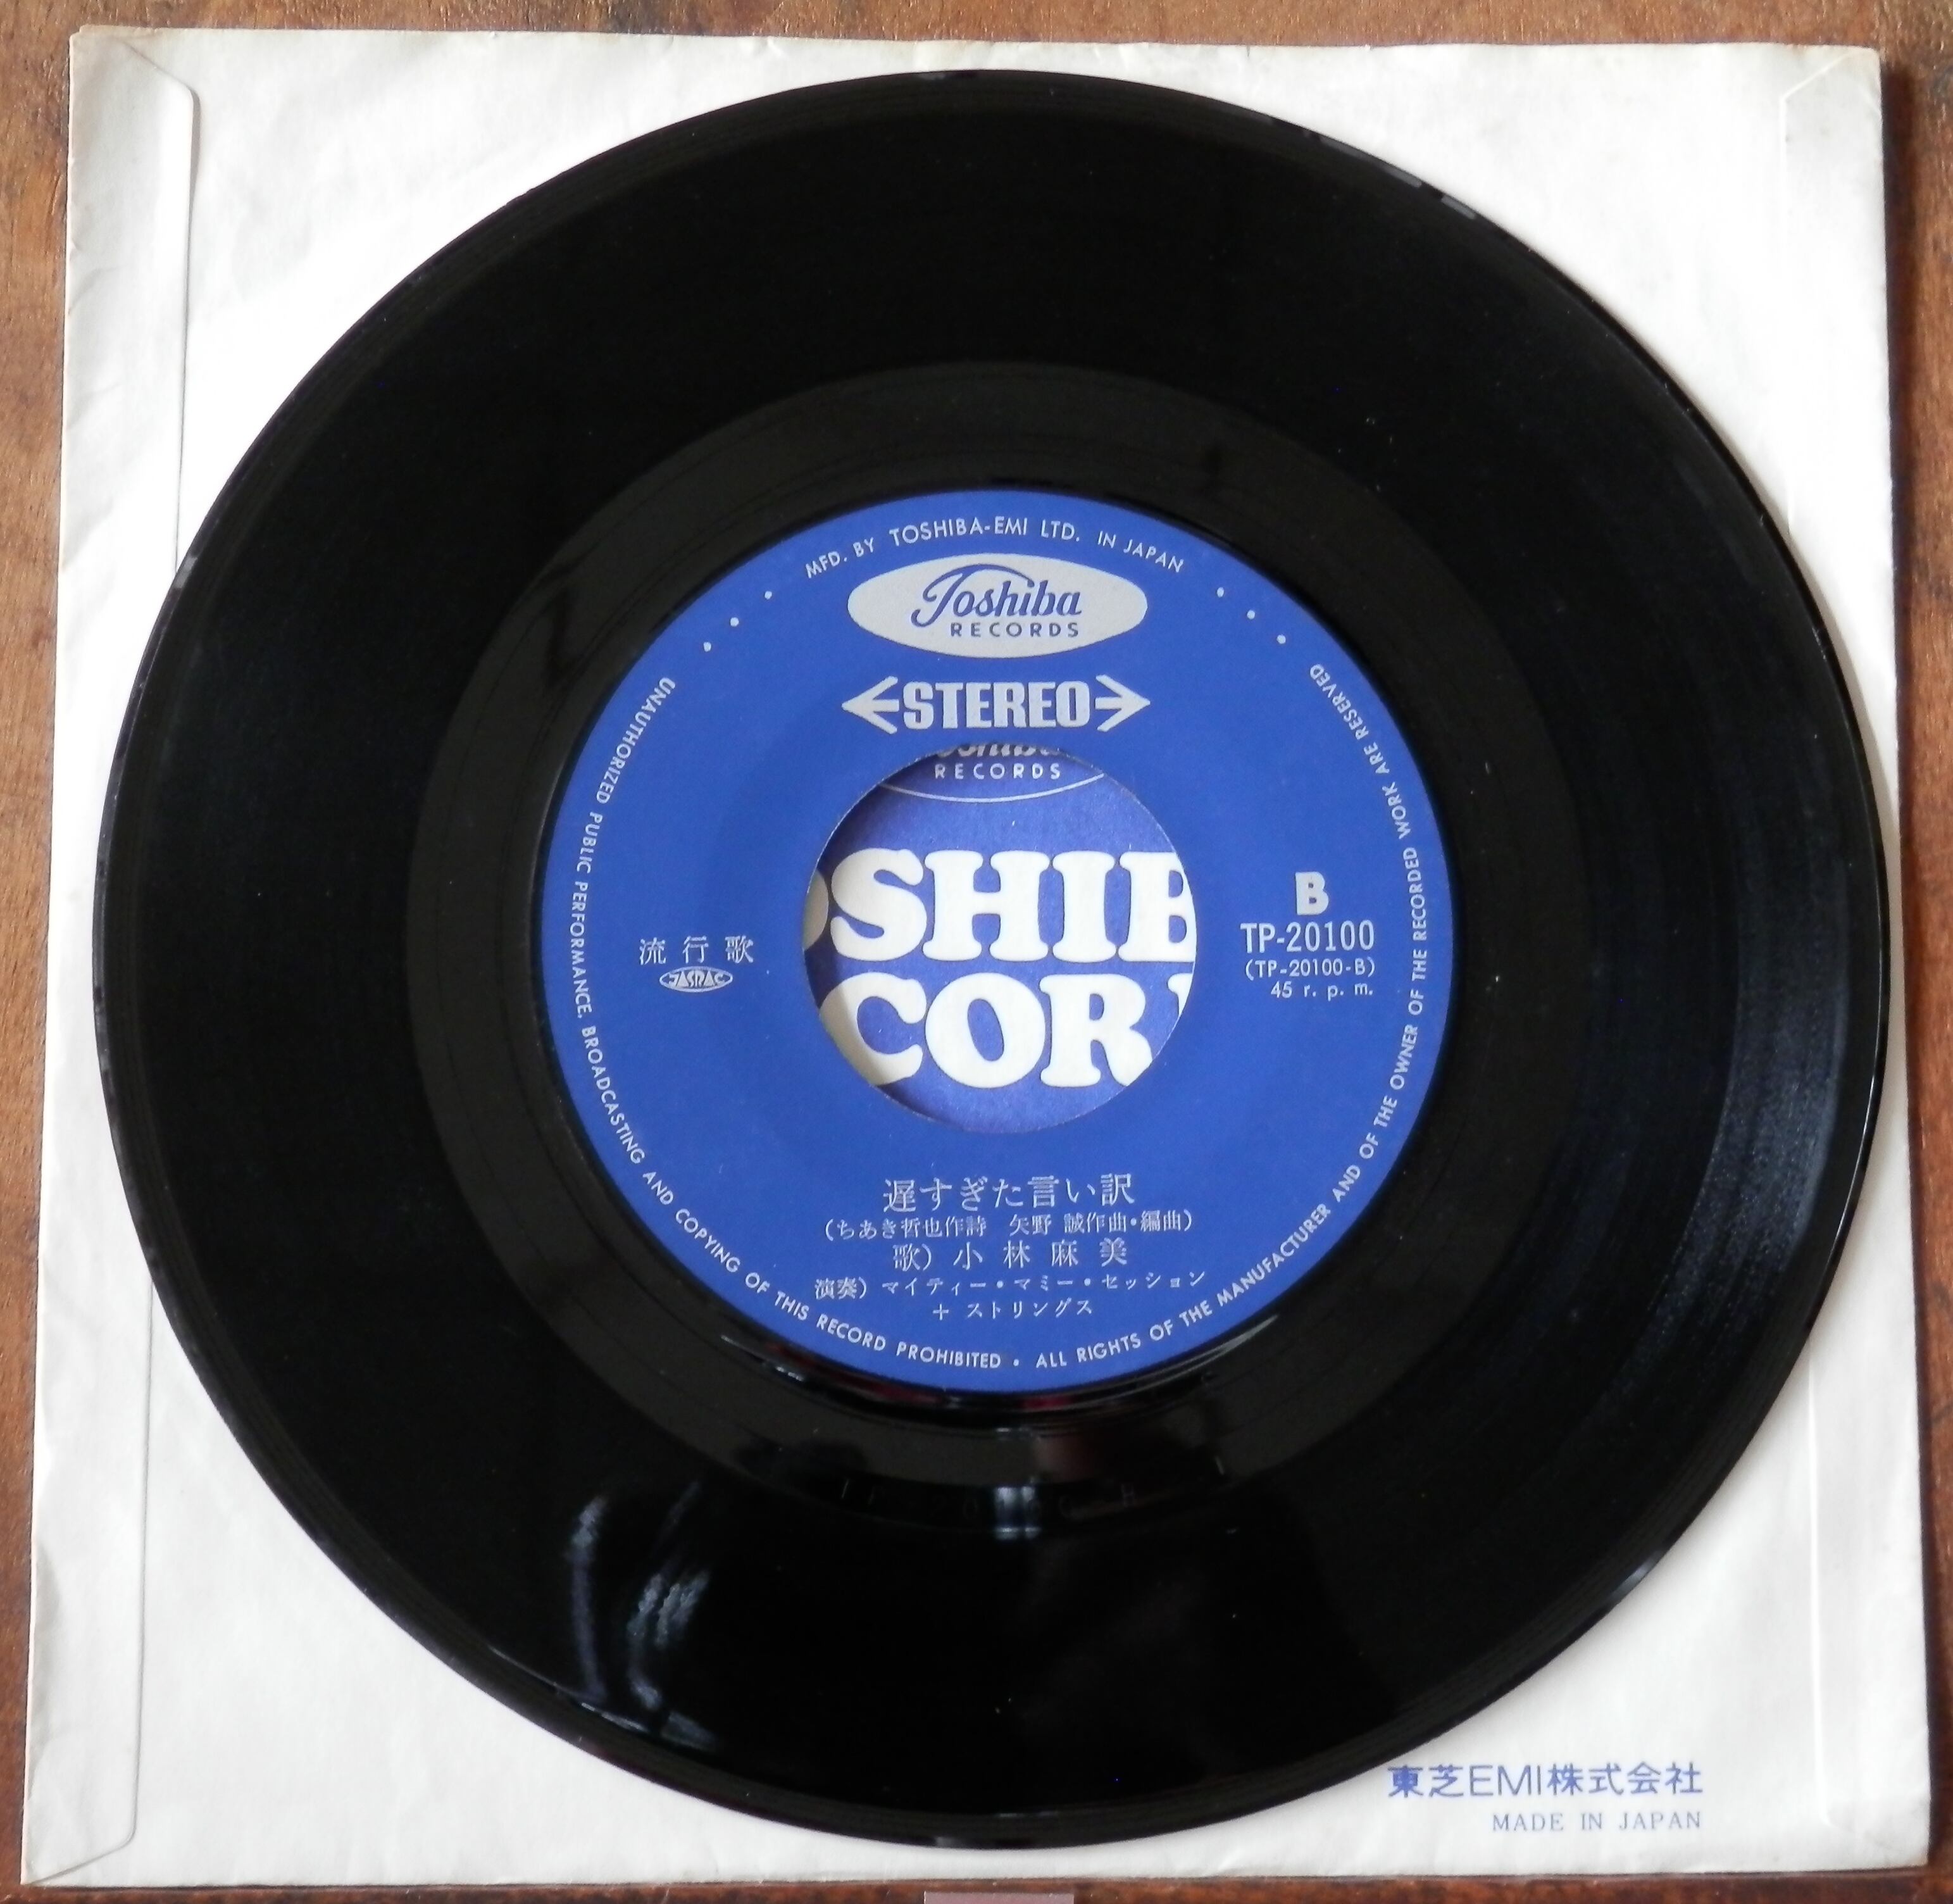 MFD. BY TOSHIBA-EMI LTD. IN JAPAN
Toshiba
RECORDS
STEREO
RECORDS
SHIB
COR
流行歌
JASRAC
B
TP-20100
(TP-20100-B)
45 r. p. m.
遅すぎた言い訳
(ちあき哲也作詩 矢野 誠作曲・編曲)
歌) 小林麻美
演奏) マイティー・マミー・セッション
+ ストリングス
UNAUTHORIZED PUBLIC PERFORMANCE, BROADCASTING AND COPYING OF THIS RECORD PROHIBITED • ALL RIGHTS OF THE MANUFACTURER AND OF THE OWNER OF THE RECORDED WORK ARE RESERVED
東芝EMI株式会社
MADE IN JAPAN